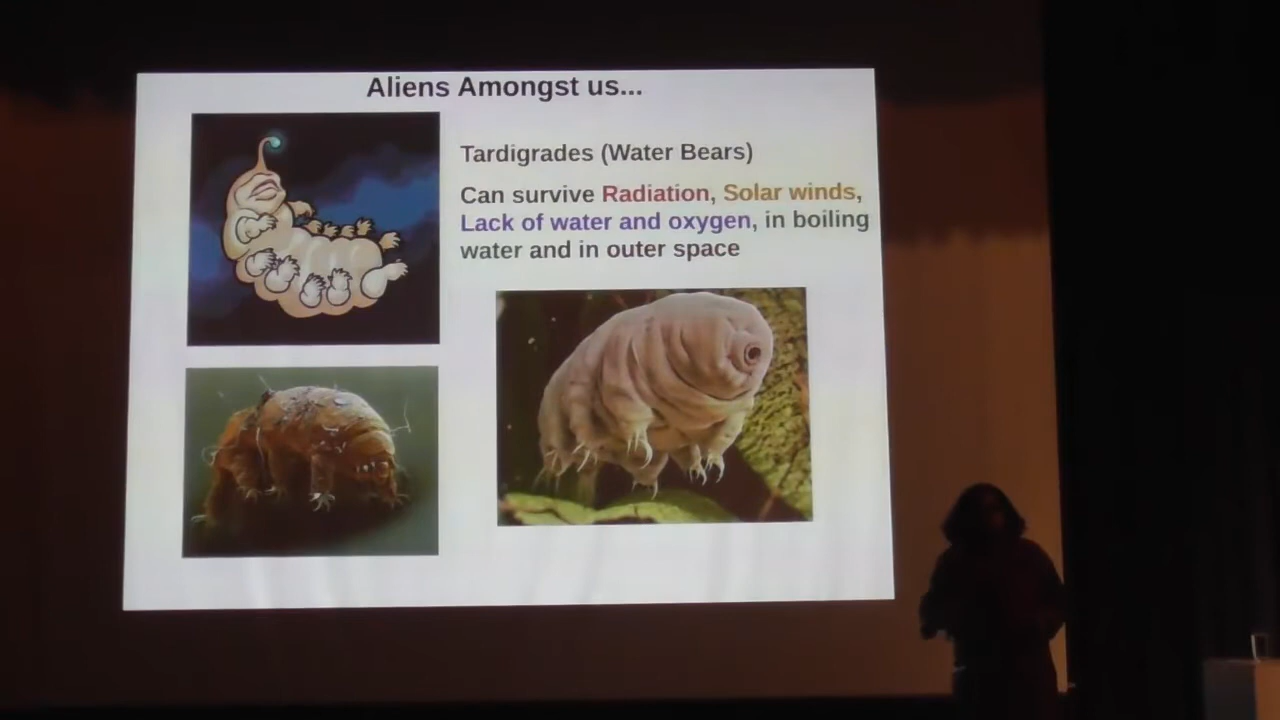 Aliens Amongst us...
Tardigrades (Water Bears)
Can survive Radiation, Solar winds,
Lack of water and oxygen, in boiling
water and in outer space